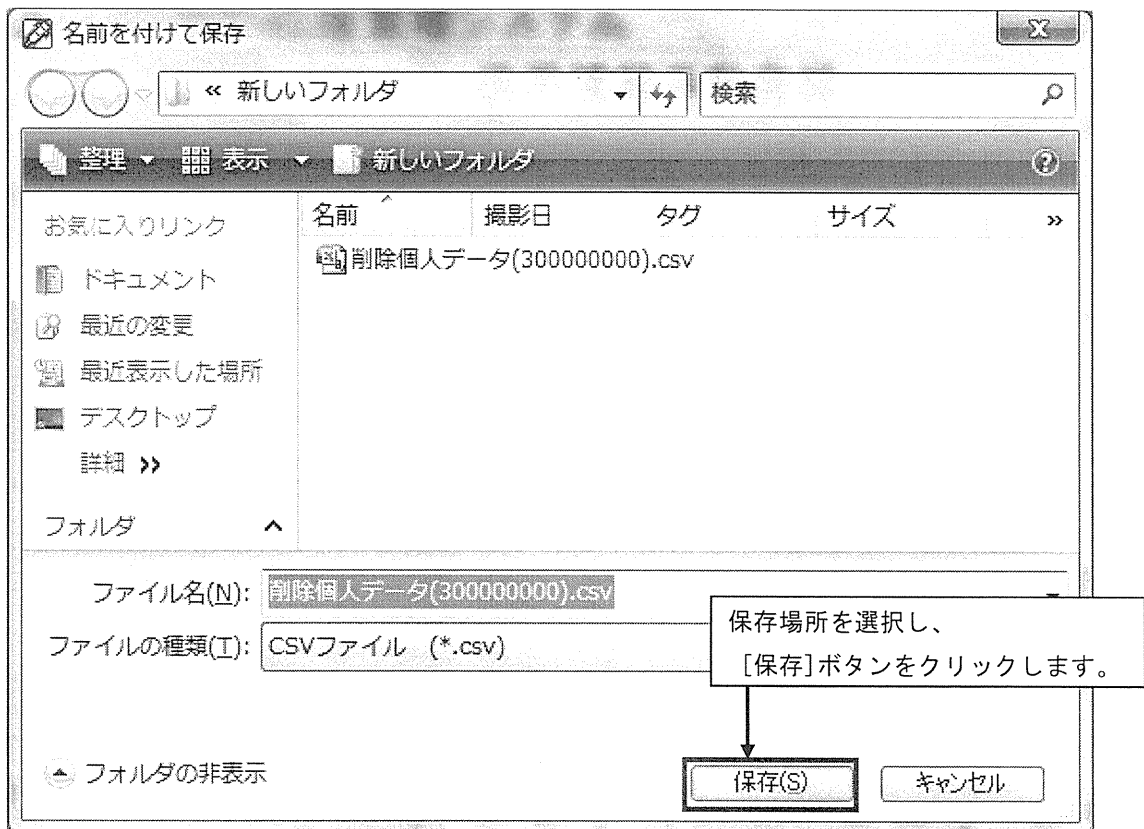 名前を付けて保存
« 新しいフォルダ
検索
整理
表示
新しいフォルダ
お気に入りリンク
ドキュメント
最近の変更
最近表示した場所
デスクトップ
詳細 »
フォルダ
名前
撮影日
タグ
サイズ
»
削除個人データ(300000000).csv
ファイル名(N): 削除個人データ(300000000).csv
ファイルの種類(T): CSVファイル (*.csv)
保存場所を選択し、
[保存]ボタンをクリックします。
フォルダの非表示
保存(S)
キャンセル